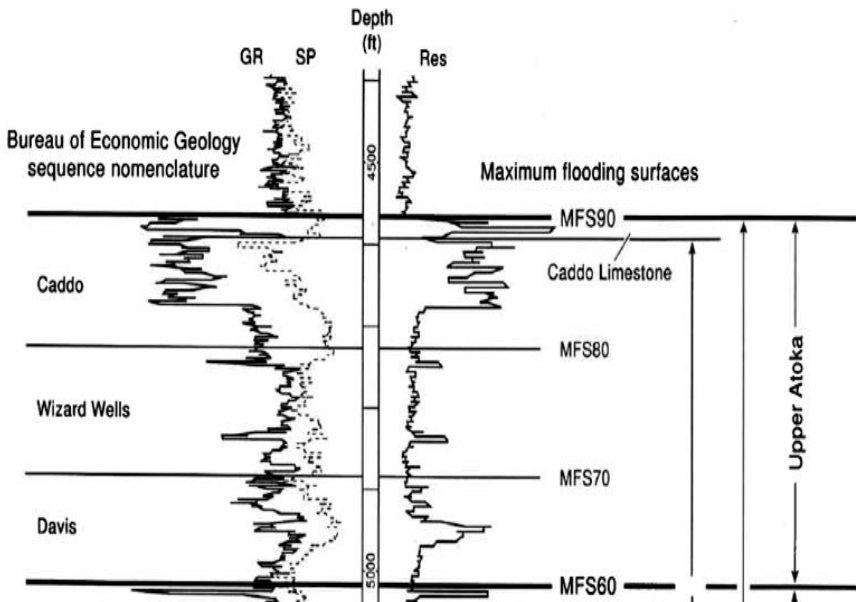 Depth
(ft)
GR SP Res
Bureau of Economic Geology
sequence nomenclature
4500
Maximum flooding surfaces
MFS90
Caddo Limestone
Caddo
MFS80
Wizard Wells
Upper Atoka
MFS70
Davis
5000
MFS60